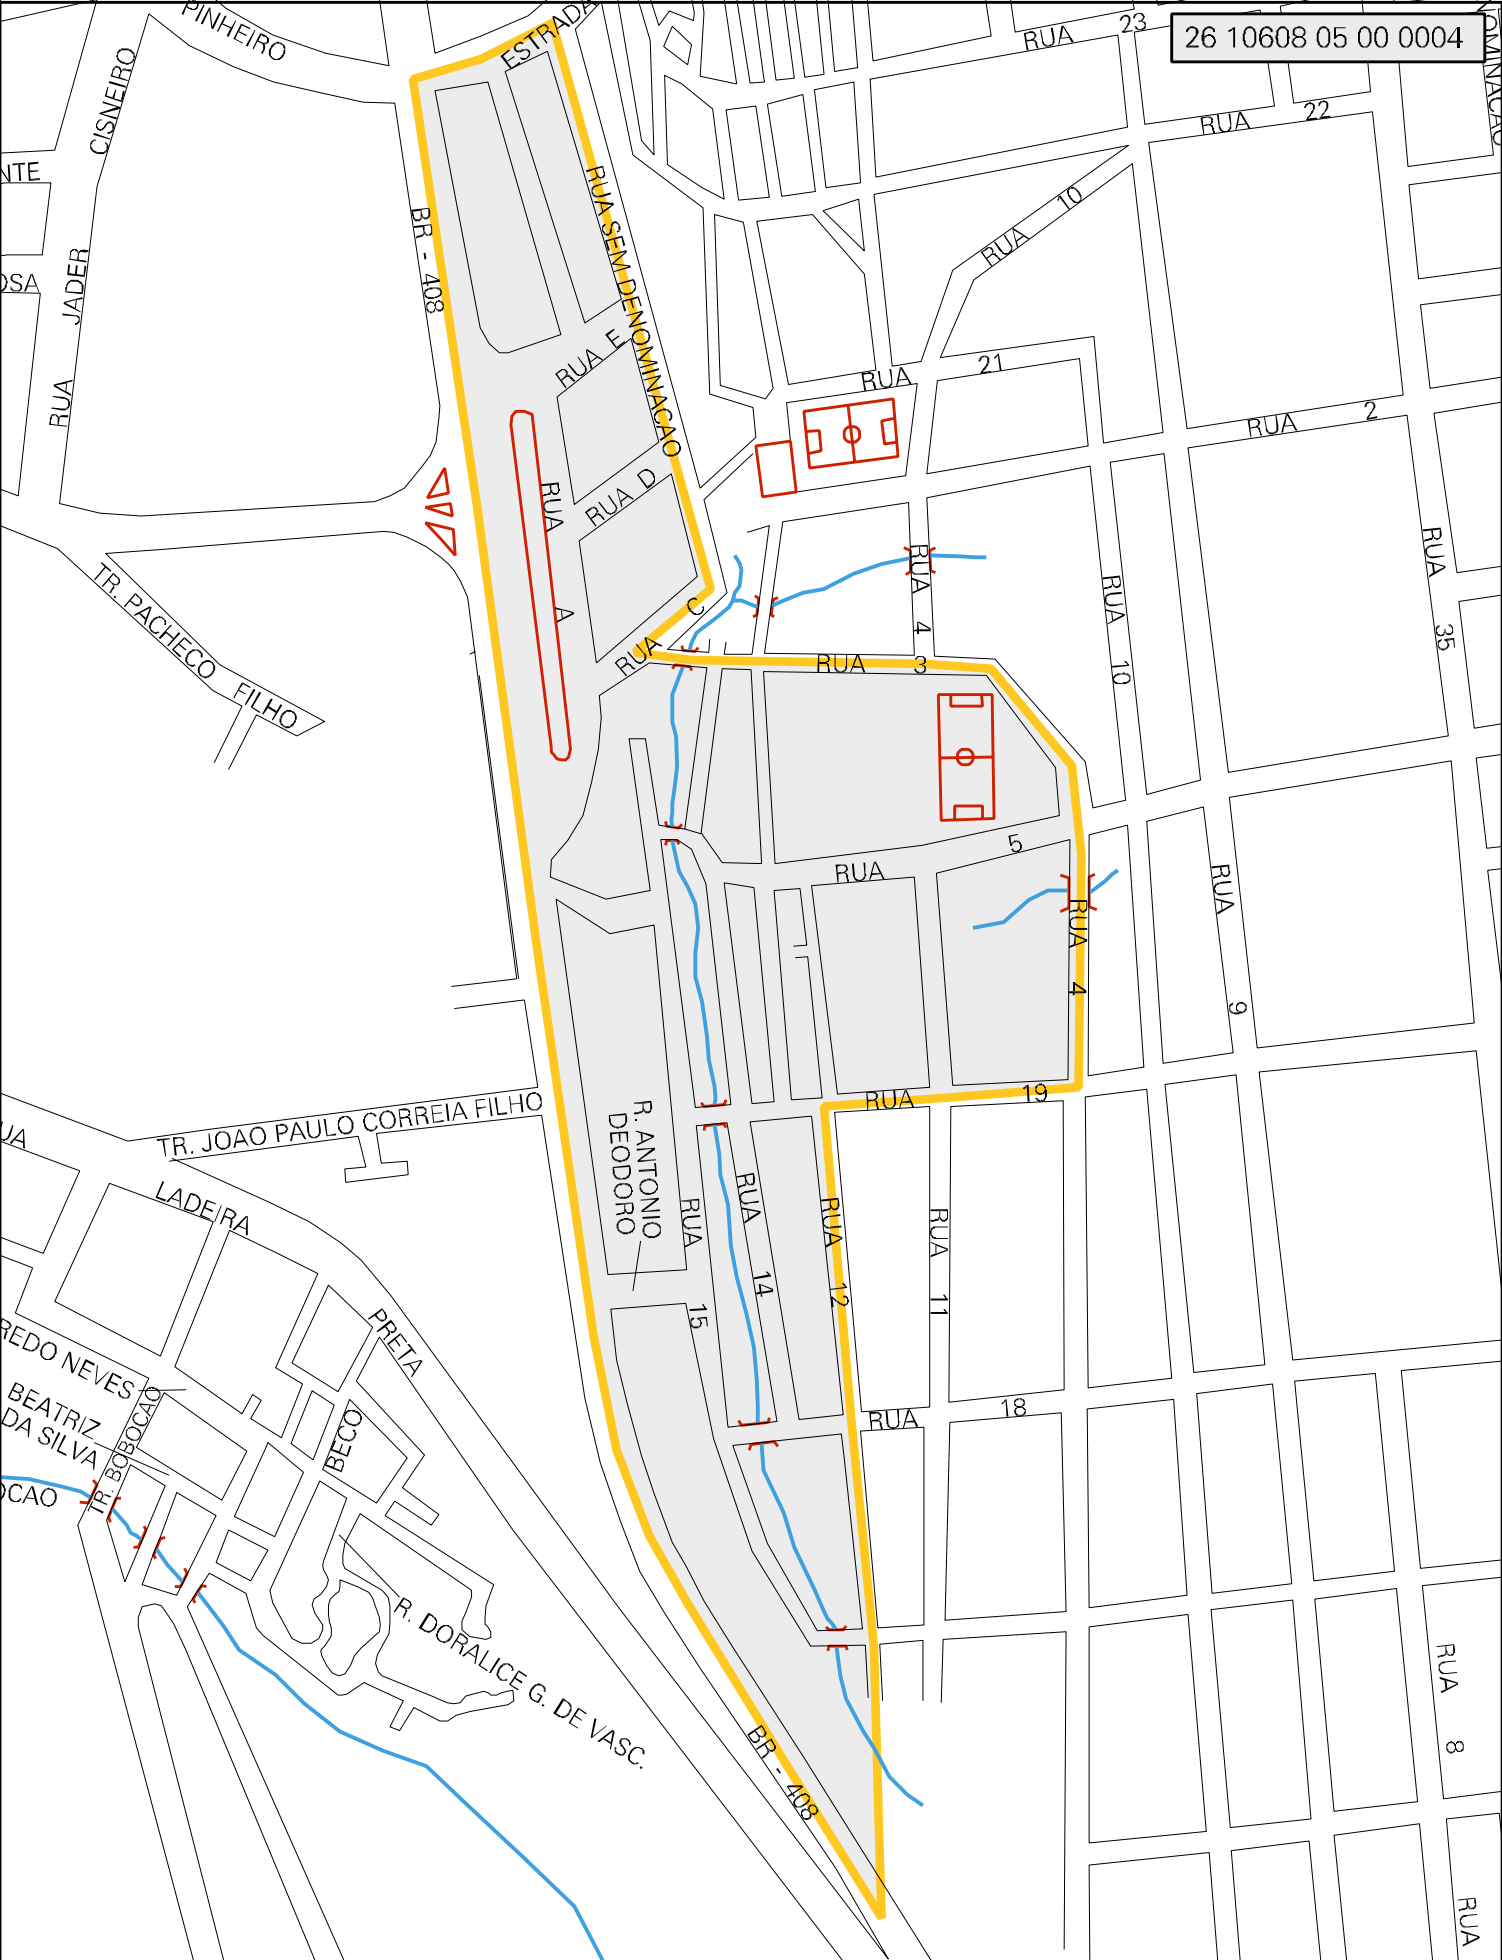 PINHEIRO
ESTRADA
RUA 23
26 10608 05 00 0004
CISNEIRO
RUA 22
NTE
RUA SEM DENOMINACAO
RUA 10
BR - 408
OSA
RUA JADER
RUA E
RUA 21
RUA 2
RUA D
RUA A
RUA 4
RUA 35
RUA 10
TR. PACHECO FILHO
RUA C
RUA 3
RUA 5
RUA 9
RUA 4
RUA 19
TR. JOAO PAULO CORREIA FILHO
UA
R. ANTONIO
DEODORO
LADEIRA PRETA
RUA 15
RUA 14
RUA 12
RUA 11
REDO NEVES
BEATRIZ
DA SILVA
TR. BOBOCAO
BECO
RUA 18
OCAO
R. DORALICE G. DE VASC.
RUA 8
BR - 408
RUA